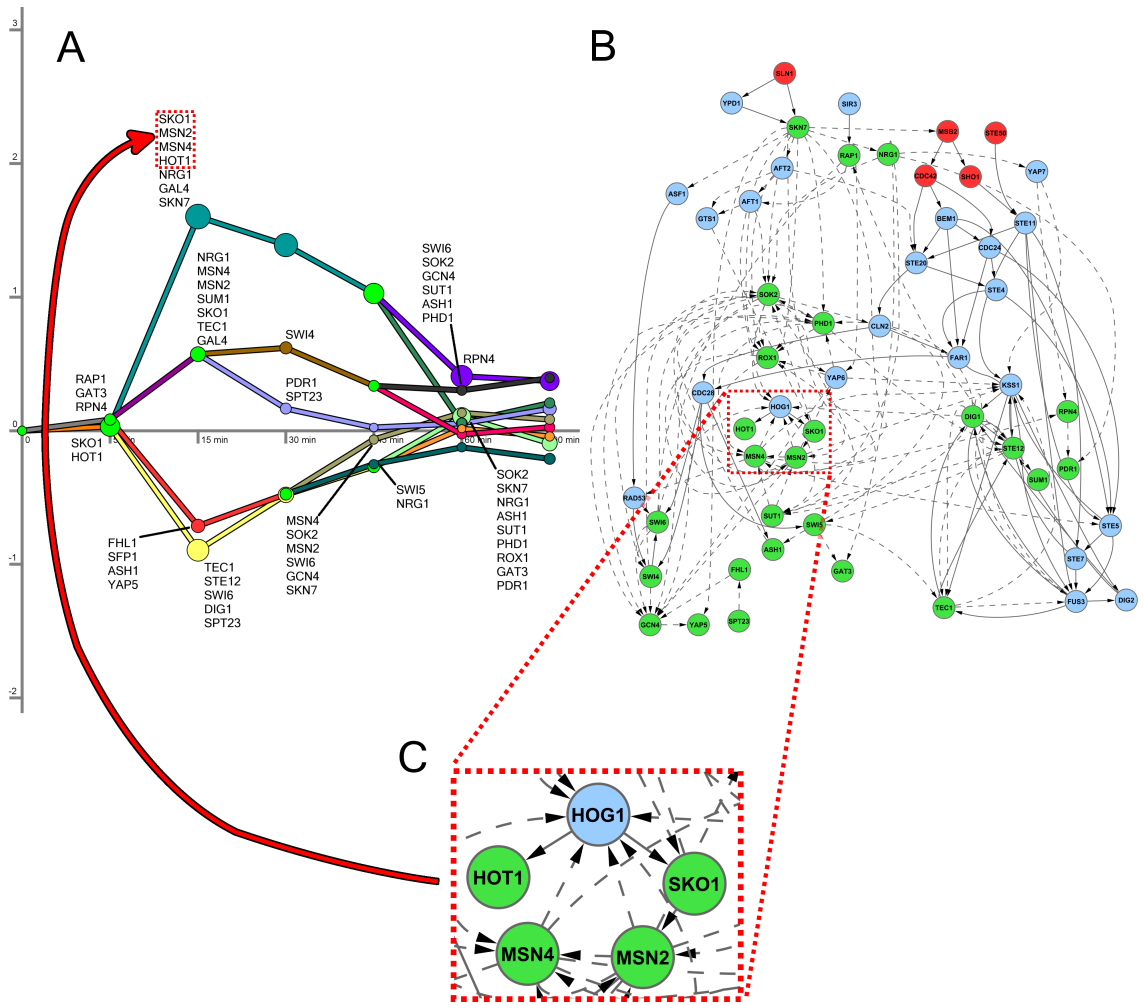 A
B
3
2
1
0
-1
-2
SKO1
MSN2
MSN4
HOT1
NRG1
GAL4
SKN7
NRG1
MSN4
MSN2
SUM1
SKO1
TEC1
GAL4
SWI4
PDR1
SPT23
SWI6
SOK2
GCN4
SUT1
ASH1
PHD1
RPN4
RAP1
GAT3
RPN4
SKO1
HOT1
0
15 min
30 min
60 min
FHL1
SFP1
ASH1
YAP5
TEC1
STE12
SWI6
DIG1
SPT23
MSN4
SOK2
MSN2
SWI6
GCN4
SKN7
SWI5
NRG1
SOK2
SKN7
NRG1
ASH1
SUT1
PHD1
ROX1
GAT3
PDR1
SLN1
YPD1
SIR3
SKN7
MSB2
STE50
RAP1
NRG1
AFT2
CDC42
SHO1
YAP7
ASF1
AFT1
GTS1
BEM1
STE11
CDC24
STE20
STE4
SOK2
PHD1
CLN2
ROX1
FAR1
YAP6
KSS1
CDC28
HOG1
RPN4
DIG1
HOT1
SKO1
STE12
MSN4
MSN2
PDR1
SUM1
RAD53
SUT1
SWI6
SWI5
STE5
ASH1
STE7
SWI4
FHL1
GAT3
FUS3
DIG2
TEC1
GCN4
YAP5
SPT23
C
HOG1
HOT1
SKO1
MSN4
MSN2